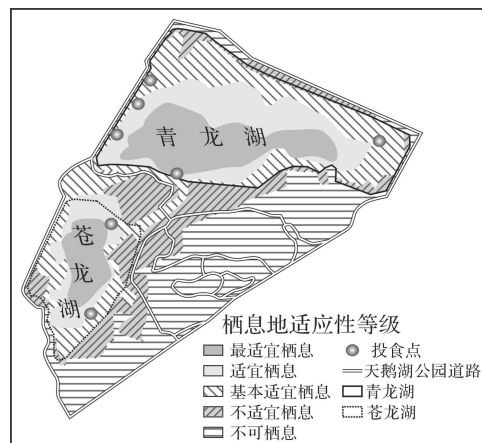 青龙湖
苍龙湖
栖息地适应性等级
最适宜栖息
投食点
适宜栖息
天鹅湖公园道路
基本适宜栖息
青龙湖
不适宜栖息
苍龙湖
不可栖息